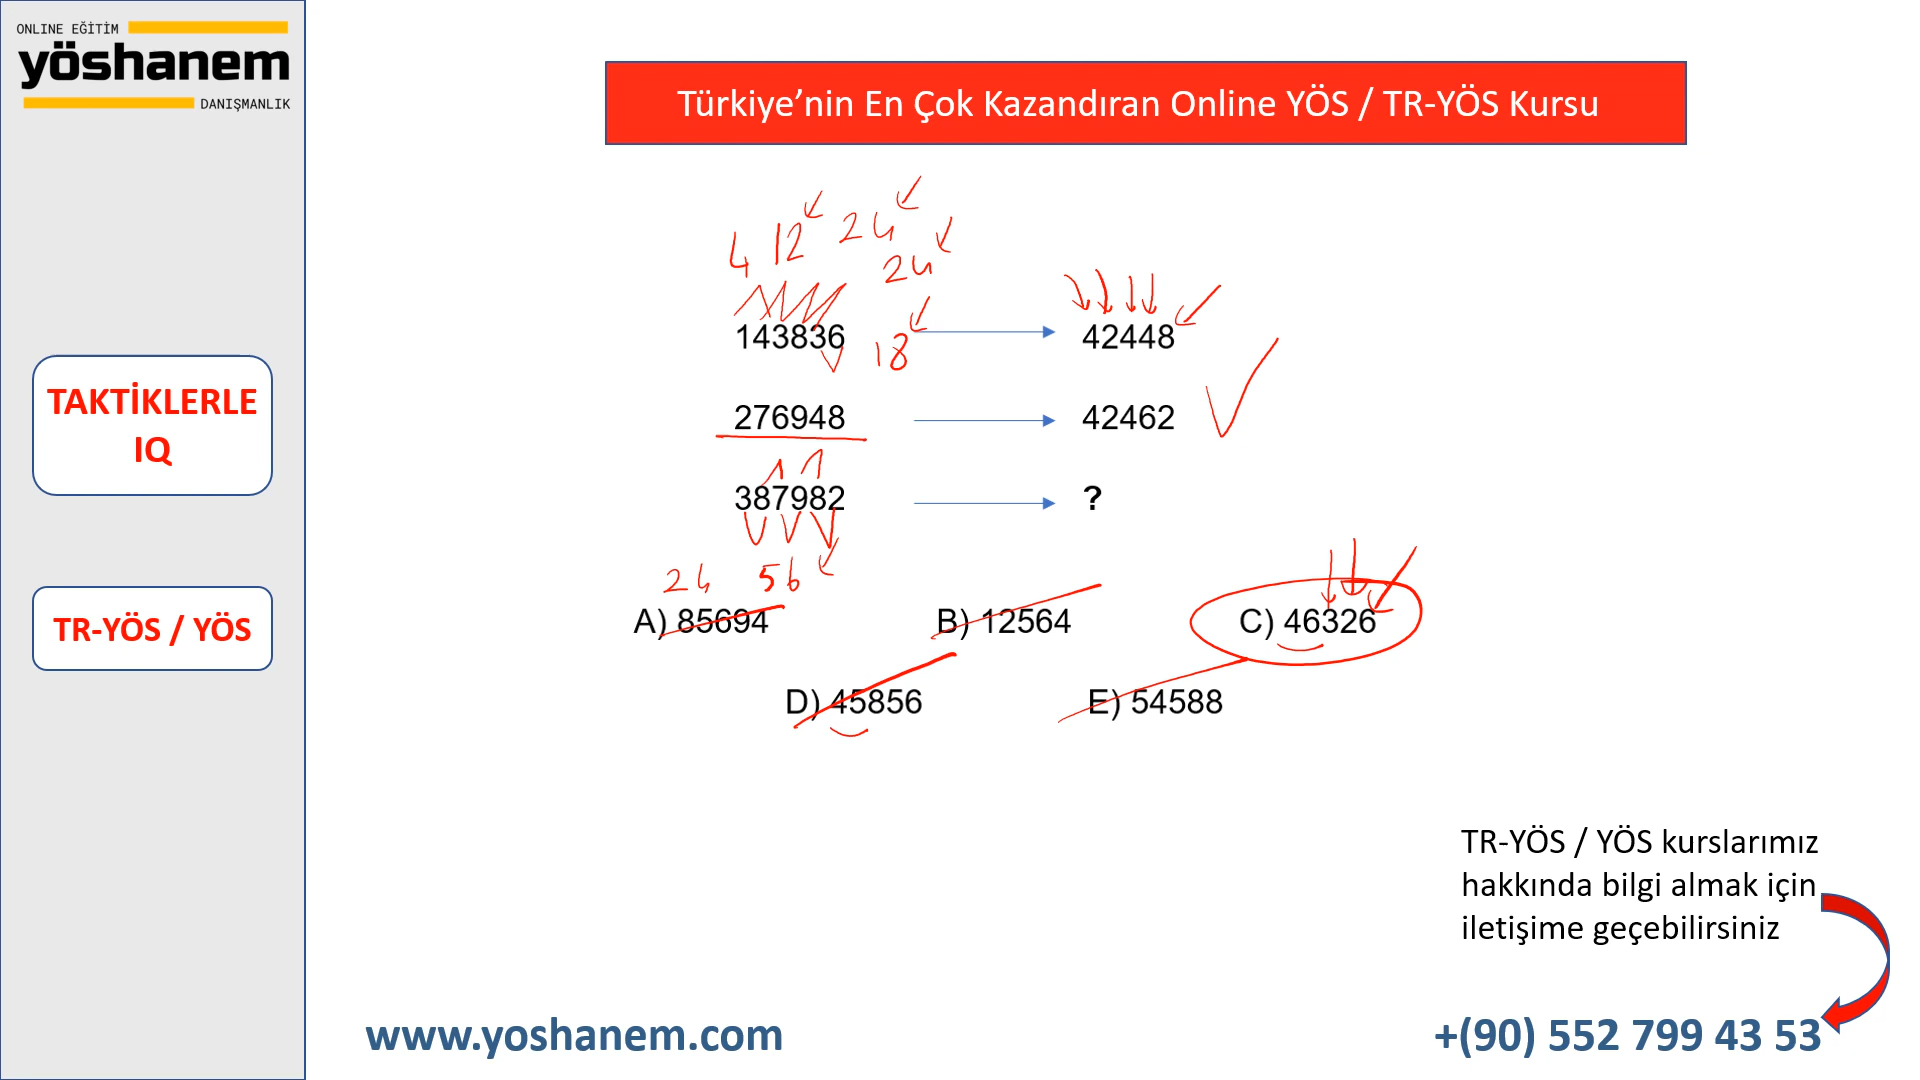 ONLINE EĞİTİM
yöshanem
DANIŞMANLIK
TAKTİKLERLE
IQ
TR-YÖS / YÖS
Türkiye’nin En Çok Kazandıran Online YÖS / TR-YÖS Kursu
4 12 24
24
143836 18 42448
276948 42462
387982 ?
24 56
A) 85694 B) 12564 C) 46326
D) 45856 E) 54588
TR-YÖS / YÖS kurslarımız
hakkında bilgi almak için
iletişime geçebilirsiniz
www.yoshanem.com
+(90) 552 799 43 53